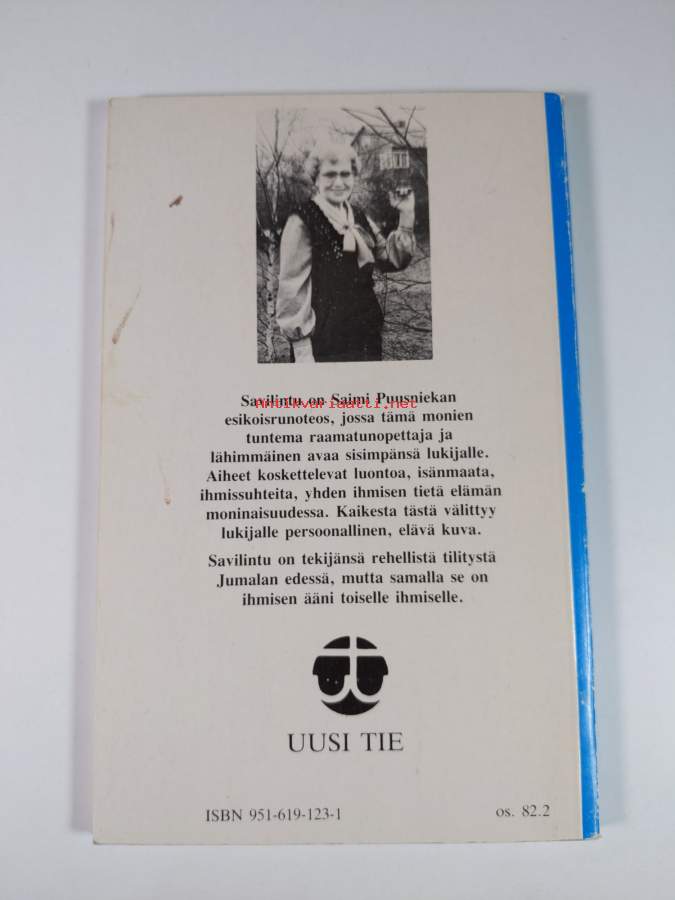 Savilintu on Saimi Puusniekan
Antikvariaatti.net
esikoisrunoteos, jossa tämä monien
tuntema raamatunopettaja ja
lähimmäinen avaa sisimpänsä lukijalle.
Aiheet koskettelevat luontoa, isänmaata,
ihmissuhteita, yhden ihmisen tietä elämän
moninaisuudessa. Kaikesta tästä välittyy
lukijalle persoonallinen, elävä kuva.
Savilintu on tekijänsä rehellistä tilitystä
Jumalan edessä, mutta samalla se on
ihmisen ääni toiselle ihmiselle.
UUSI TIE
ISBN 951-619-123-1
os. 82.2